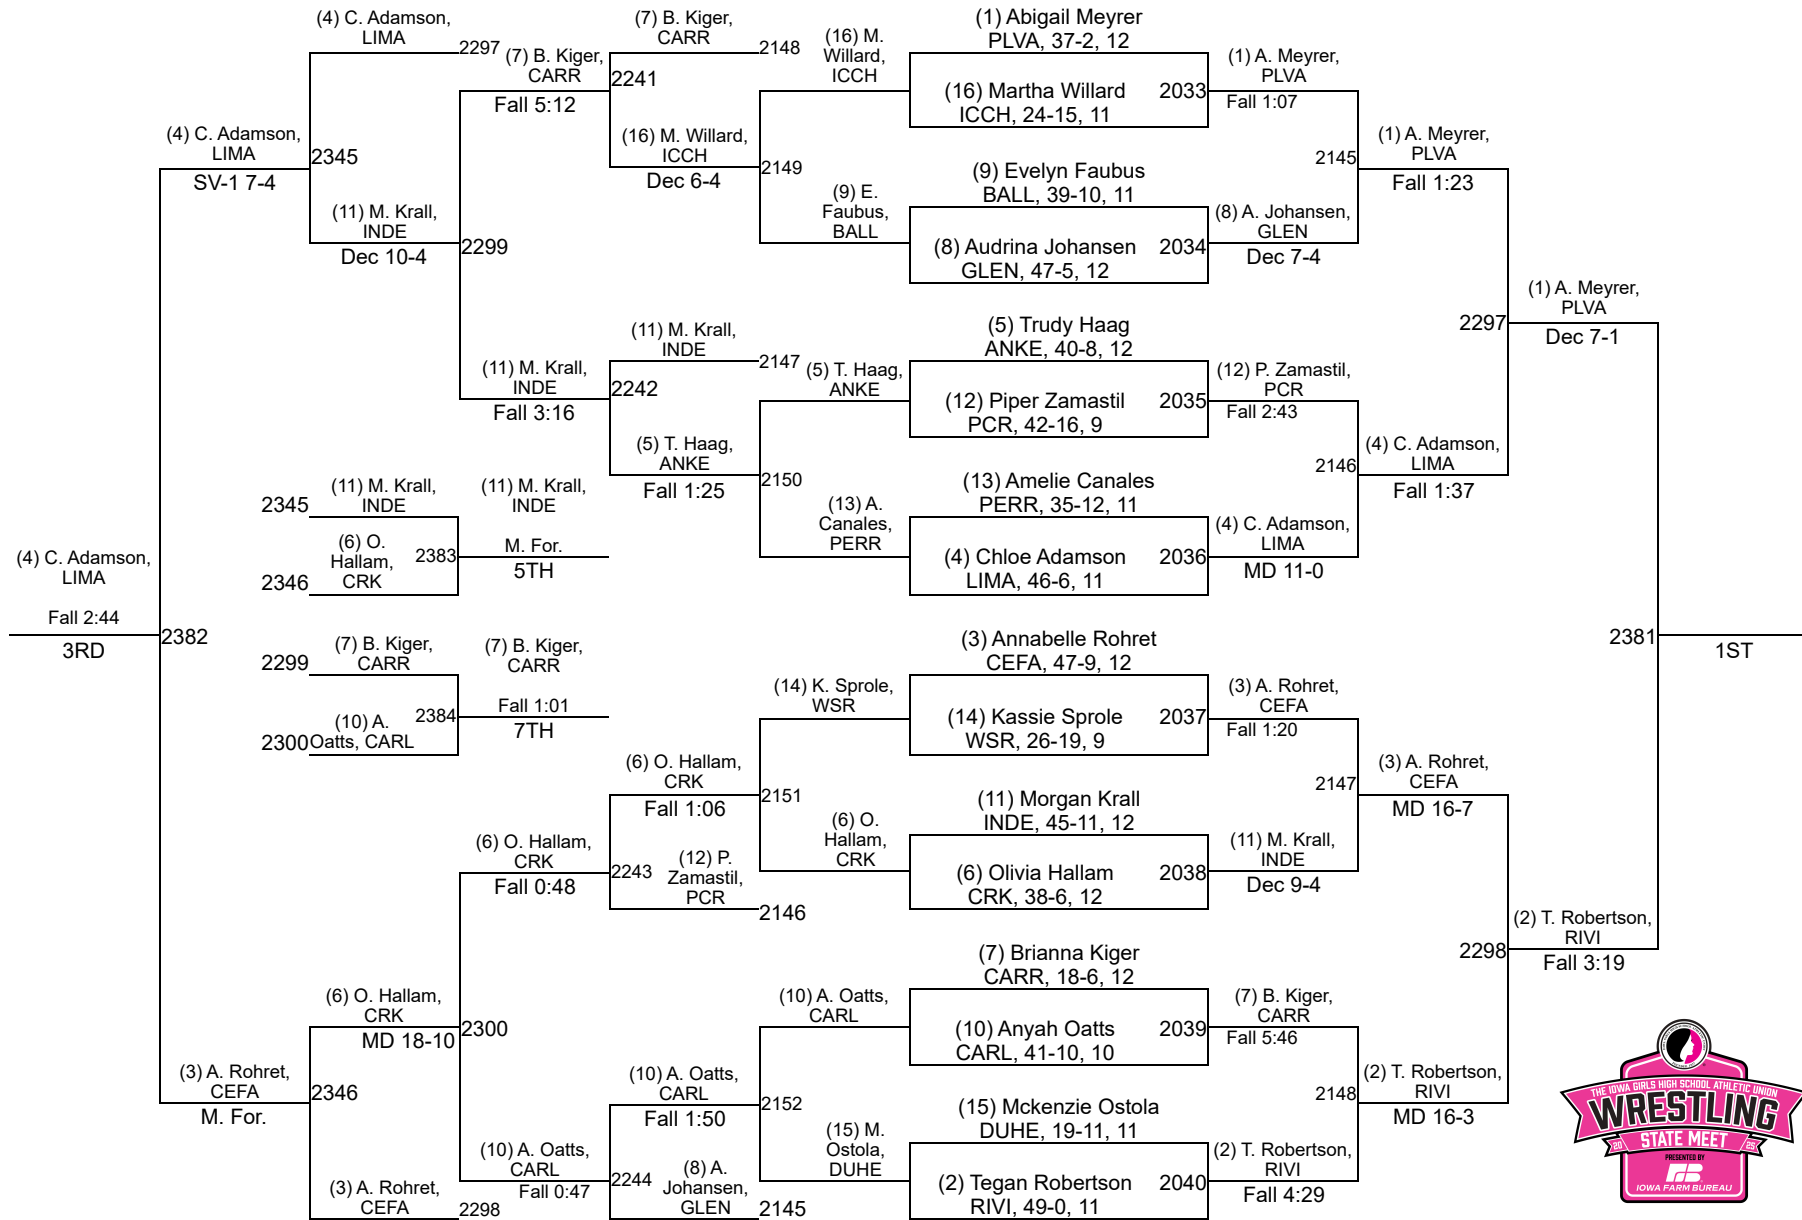 (4) C. Adamson,
LIMA
2297
(7) B. Kiger,
CARR
Fall 5:12
(7) B. Kiger,
CARR
2148
2241
(16) M. Willard,
ICCH
Dec 6-4
(16) M.
Willard,
ICCH
2149
(9) E.
Faubus,
BALL
(4) C. Adamson,
LIMA
SV-1 7-4
2345
(11) M. Krall,
INDE
Dec 10-4
2299
(11) M. Krall,
INDE
Fall 3:16
(11) M. Krall,
INDE
2147
2242
(5) T. Haag,
ANKE
Fall 1:25
(5) T. Haag,
ANKE
2150
(13) A.
Canales,
PERR
2345
(11) M. Krall,
INDE
(11) M. Krall,
INDE
(6) O.
Hallam,
CRK
2383
M. For.
5TH
2346
(4) C. Adamson,
LIMA
Fall 2:44
3RD
2382
2299
(7) B. Kiger,
CARR
(7) B. Kiger,
CARR
2300
(10) A.
Oatts, CARL
2384
Fall 1:01
7TH
(14) K. Sprole,
WSR
(6) O. Hallam,
CRK
Fall 1:06
2151
(6) O.
Hallam,
CRK
(6) O. Hallam,
CRK
Fall 0:48
2243
(12) P.
Zamastil,
PCR
2146
(6) O. Hallam,
CRK
MD 18-10
2300
(3) A. Rohret,
CEFA
M. For.
2346
(10) A. Oatts,
CARL
(10) A. Oatts,
CARL
Fall 1:50
2152
(15) M.
Ostola,
DUHE
(10) A. Oatts,
CARL
Fall 0:47
2244
(8) A.
Johansen,
GLEN
2145
(3) A. Rohret,
CEFA
2298
(1) Abigail Meyrer
PLVA, 37-2, 12
(16) Martha Willard
ICCH, 24-15, 11
2033
(1) A. Meyrer,
PLVA
Fall 1:07
(9) Evelyn Faubus
BALL, 39-10, 11
(8) Audrina Johansen
GLEN, 47-5, 12
2034
(8) A. Johansen,
GLEN
Dec 7-4
2145
(1) A. Meyrer,
PLVA
Fall 1:23
(5) Trudy Haag
ANKE, 40-8, 12
(12) Piper Zamastil
PCR, 42-16, 9
2035
(12) P. Zamastil,
PCR
Fall 2:43
(13) Amelie Canales
PERR, 35-12, 11
(4) Chloe Adamson
LIMA, 46-6, 11
2036
(4) C. Adamson,
LIMA
MD 11-0
2146
(4) C. Adamson,
LIMA
Fall 1:37
2297
(1) A. Meyrer,
PLVA
Dec 7-1
(3) Annabelle Rohret
CEFA, 47-9, 12
(14) Kassie Sprole
WSR, 26-19, 9
2037
(3) A. Rohret,
CEFA
Fall 1:20
(11) Morgan Krall
INDE, 45-11, 12
(6) Olivia Hallam
CRK, 38-6, 12
2038
(11) M. Krall,
INDE
Dec 9-4
2147
(3) A. Rohret,
CEFA
MD 16-7
(7) Brianna Kiger
CARR, 18-6, 12
(10) Anyah Oatts
CARL, 41-10, 10
2039
(7) B. Kiger,
CARR
Fall 5:46
(15) Mckenzie Ostola
DUHE, 19-11, 11
(2) Tegan Robertson
RIVI, 49-0, 11
2040
(2) T. Robertson,
RIVI
Fall 4:29
2148
(2) T. Robertson,
RIVI
MD 16-3
2298
(2) T. Robertson,
RIVI
Fall 3:19
2381
1ST
THE IOWA GIRLS HIGH SCHOOL ATHLETIC UNION
WRESTLING
20 STATE MEET 25
PRESENTED BY
FB
IOWA FARM BUREAU